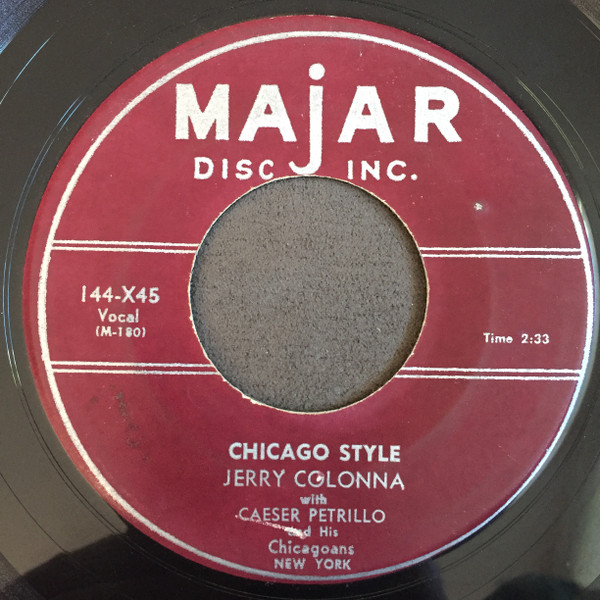 MAjAR
DISC INC.
144-X45
Vocal
(M-180)
Time 2:33
CHICAGO STYLE
JERRY COLONNA
with
CAESER PETRILLO
and His
Chicagoans
NEW YORK